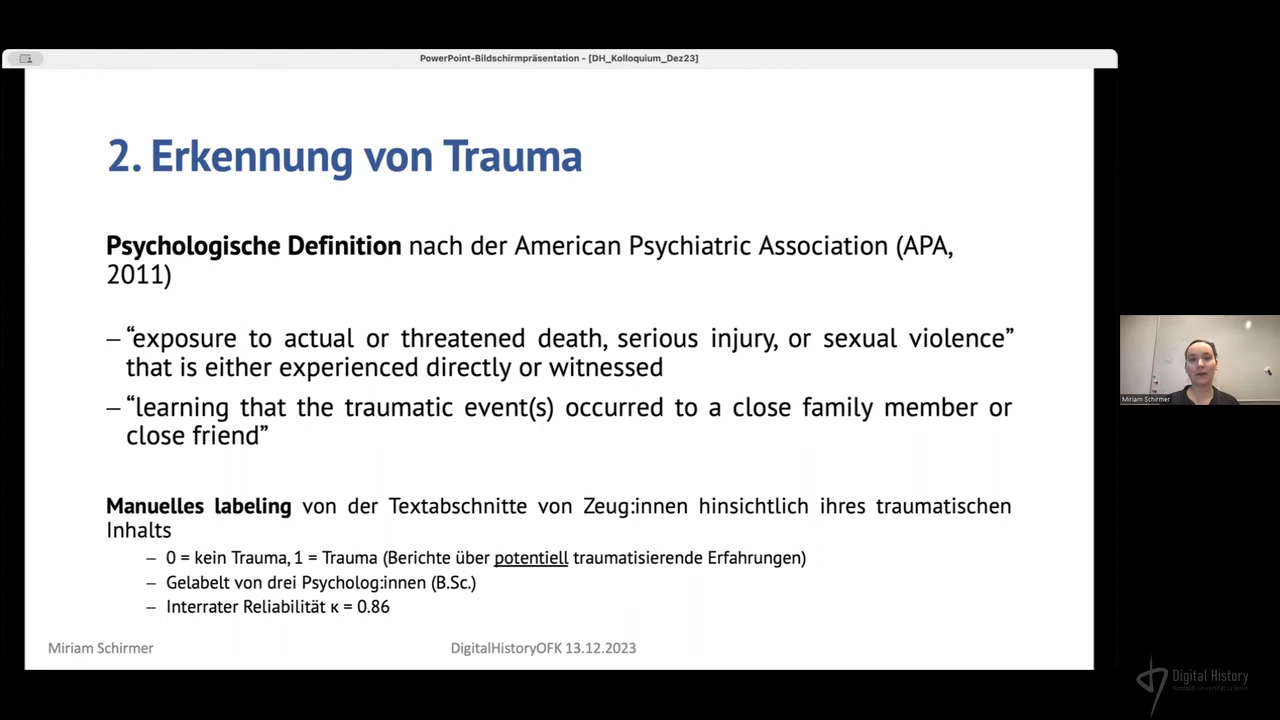 PowerPoint-Bildschirmpräsentation - [DH_Kolloquium_Dez23]
2. Erkennung von Trauma
Psychologische Definition nach der American Psychiatric Association (APA,
2011)
– “exposure to actual or threatened death, serious injury, or sexual violence”
that is either experienced directly or witnessed
– “learning that the traumatic event(s) occurred to a close family member or
close friend”
Manuelles labeling von der Textabschnitte von Zeug:innen hinsichtlich ihres traumatischen
Inhalts
– 0 = kein Trauma, 1 = Trauma (Berichte über potentiell traumatisierende Erfahrungen)
– Gelabelt von drei Psycholog:innen (B.Sc.)
– Interrater Reliabilität κ = 0.86
Miriam Schirmer
DigitalHistoryOFK 13.12.2023
Miriam Schirmer
Digital History
Humboldt-Universität zu Berlin